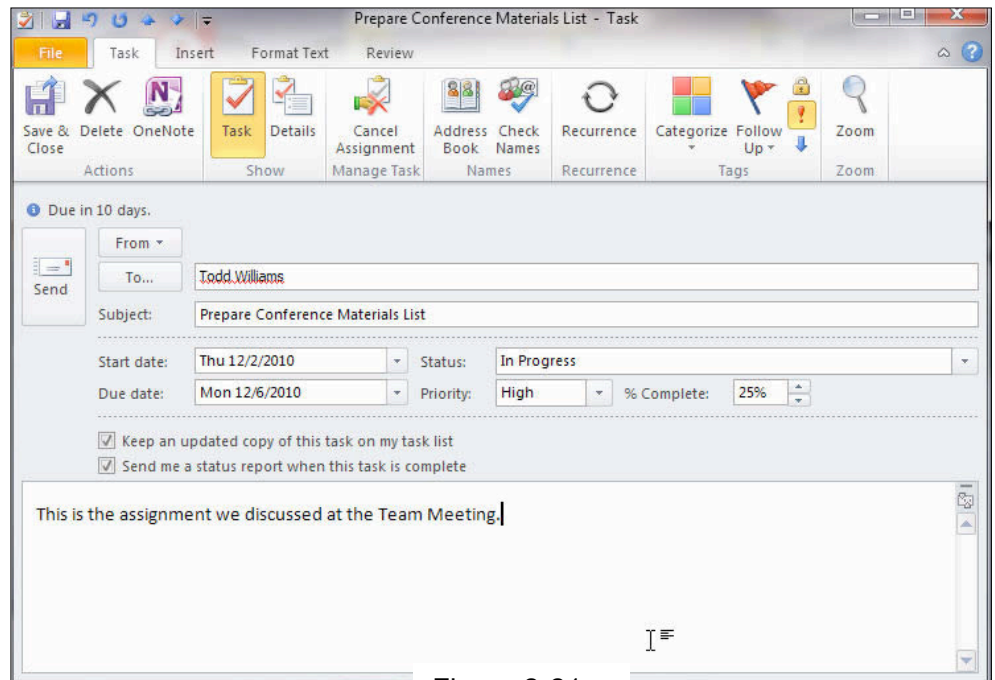 Prepare Conference Materials List - Task
File Task Insert Format Text Review
Save & Close Delete OneNote Task Details Cancel Assignment Address Book Check Names Recurrence Categorize Follow Up Zoom
Actions Show Manage Task Names Recurrence Tags Zoom
Due in 10 days.
From
Send To... Todd Williams
Subject: Prepare Conference Materials List
Start date: Thu 12/2/2010 Status: In Progress
Due date: Mon 12/6/2010 Priority: High % Complete: 25%
Keep an updated copy of this task on my task list
Send me a status report when this task is complete
This is the assignment we discussed at the Team Meeting.